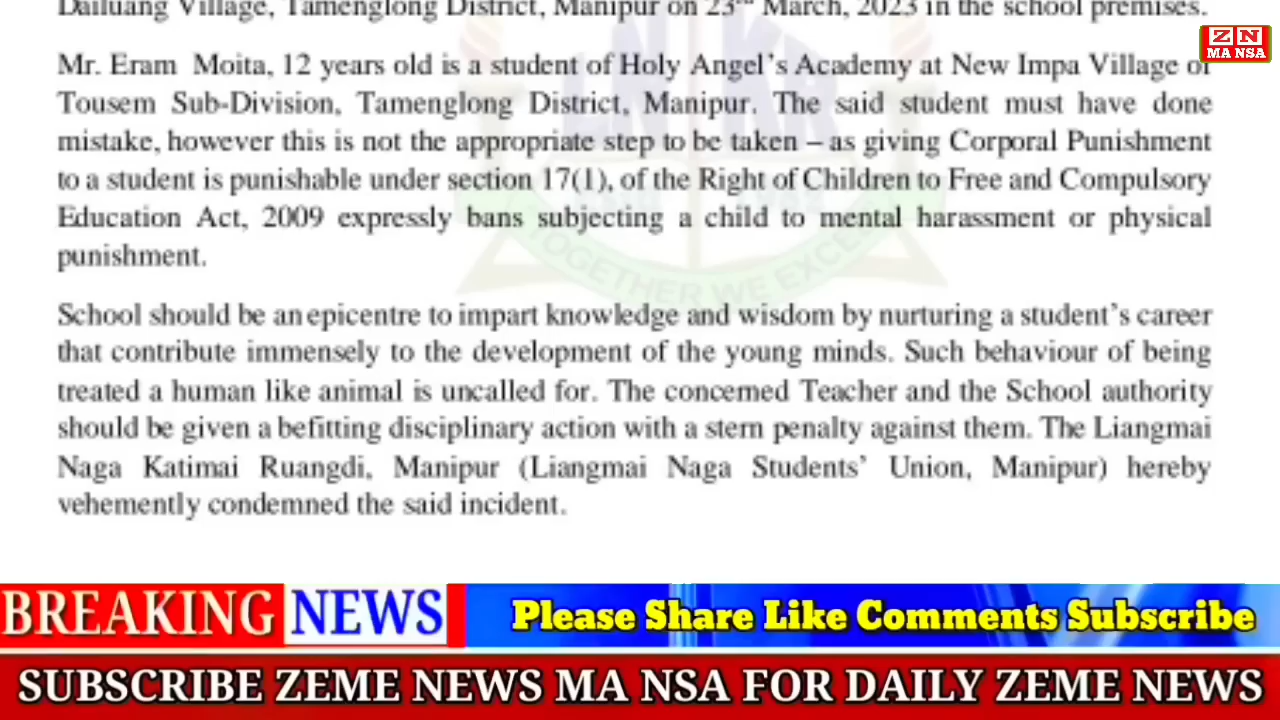 Dailuang Village, Tamenglong District, Manipur on 23rd March, 2023 in the school premises.
ZN
MA NSA
Mr. Eram Moita, 12 years old is a student of Holy Angel's Academy at New Impa Village of
Tousem Sub-Division, Tamenglong District, Manipur. The said student must have done
mistake, however this is not the appropriate step to be taken – as giving Corporal Punishment
to a student is punishable under section 17(1), of the Right of Children to Free and Compulsory
Education Act, 2009 expressly bans subjecting a child to mental harassment or physical
punishment.
TOGETHER WE EXCEL
School should be an epicentre to impart knowledge and wisdom by nurturing a student's career
that contribute immensely to the development of the young minds. Such behaviour of being
treated a human like animal is uncalled for. The concerned Teacher and the School authority
should be given a befitting disciplinary action with a stern penalty against them. The Liangmai
Naga Katimai Ruangdi, Manipur (Liangmai Naga Students' Union, Manipur) hereby
vehemently condemned the said incident.
BREAKING NEWS
Please Share Like Comments Subscribe
SUBSCRIBE ZEME NEWS MA NSA FOR DAILY ZEME NEWS